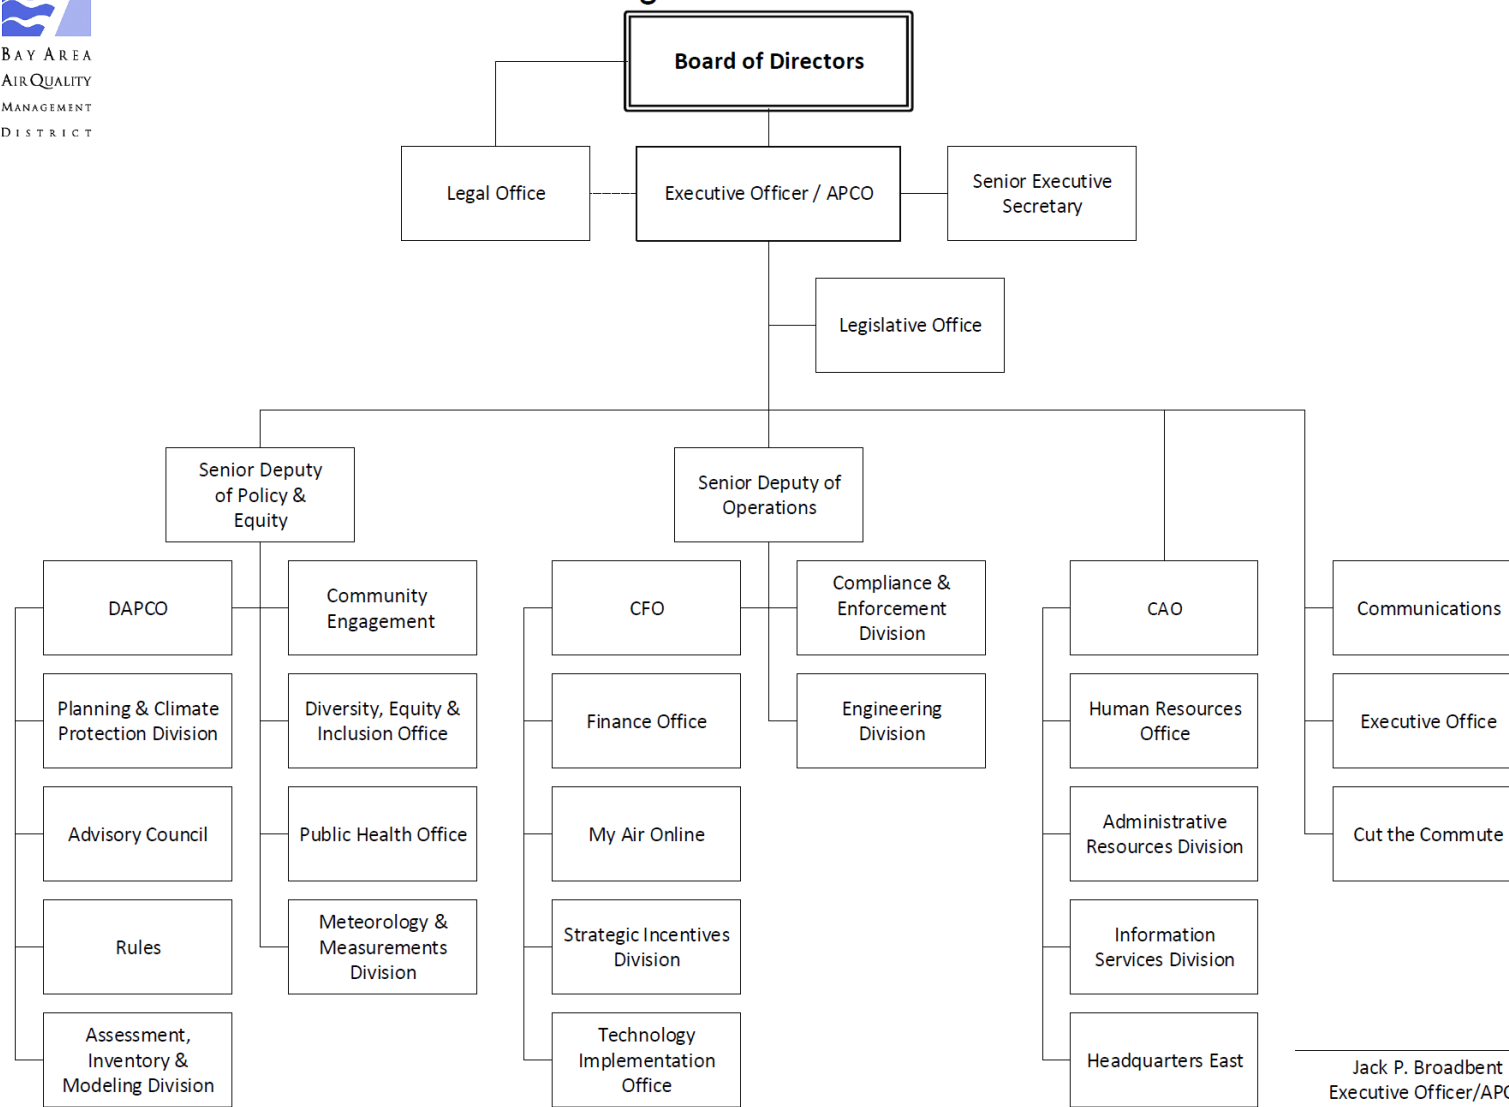 BAY AREA
AIR QUALITY
MANAGEMENT
DISTRICT
Board of Directors
Legal Office
Executive Officer / APCO
Senior Executive
Secretary
Legislative Office
Senior Deputy
of Policy &
Equity
Senior Deputy of
Operations
DAPCO
Community
Engagement
CFO
Compliance &
Enforcement
Division
CAO
Communications
Planning & Climate
Protection Division
Diversity, Equity &
Inclusion Office
Finance Office
Engineering
Division
Human Resources
Office
Executive Office
Advisory Council
Public Health Office
My Air Online
Administrative
Resources Division
Cut the Commute
Rules
Meteorology &
Measurements
Division
Strategic Incentives
Division
Information
Services Division
Assessment,
Inventory &
Modeling Division
Technology
Implementation
Office
Headquarters East
Jack P. Broadbent
Executive Officer/APC